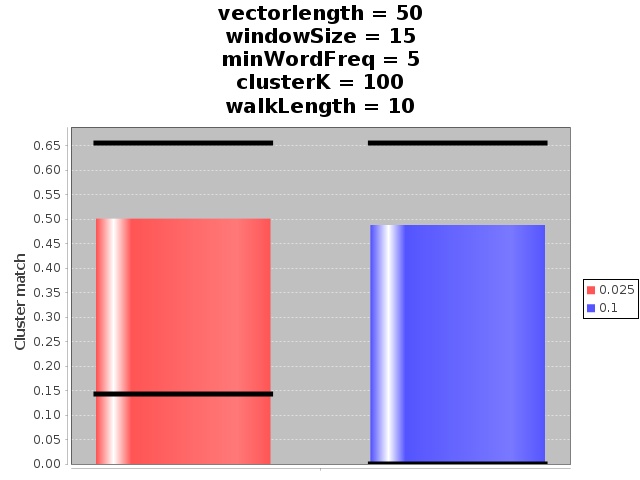 vectorlength = 50
windowSize = 15
minWordFreq = 5
clusterK = 100
walkLength = 10
0.65
0.60
0.55
0.50
0.45
0.40
0.35
0.30
0.25
0.20
0.15
0.10
0.05
0.00
Cluster match
0.025
0.1